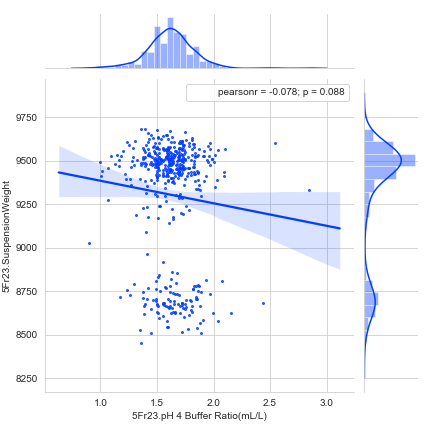 pearsonr = -0.078; p = 0.088
9750
9500
9250
9000
8750
8500
8250
5Fr23.SuspensionWeight
1.0 1.5 2.0 2.5 3.0
5Fr23.pH 4 Buffer Ratio(mL/L)